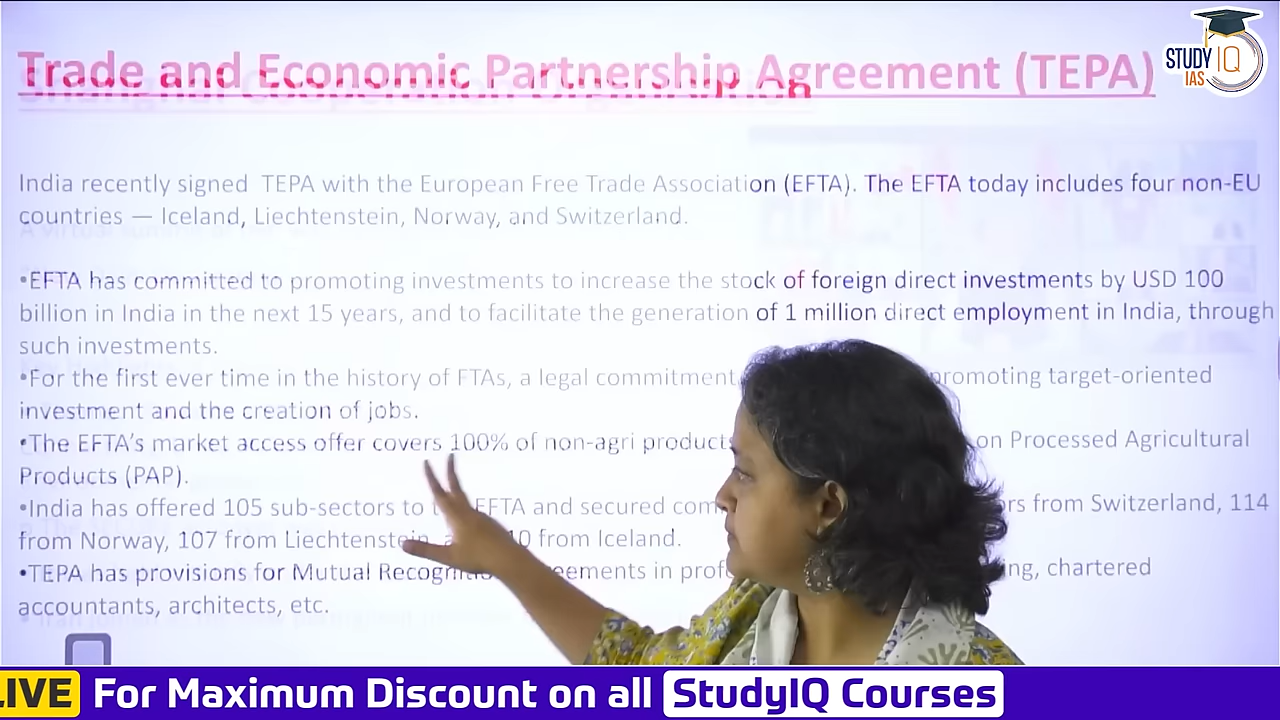 Trade and Economic Partnership Agreement (TEPA)
STUDY IQ
IAS
India recently signed TEPA with the European Free Trade Association (EFTA). The EFTA today includes four non-EU
countries — Iceland, Liechtenstein, Norway, and Switzerland.
•EFTA has committed to promoting investments to increase the stock of foreign direct investments by USD 100
billion in India in the next 15 years, and to facilitate the generation of 1 million direct employment in India, through
such investments.
•For the first ever time in the history of FTAs, a legal commitment promoting target-oriented
investment and the creation of jobs.
•The EFTA's market access offer covers 100% of non-agri products on Processed Agricultural
Products (PAP).
•India has offered 105 sub-sectors to EFTA and secured from Switzerland, 114
from Norway, 107 from Liechtenstein, from Iceland.
•TEPA has provisions for Mutual in chartered
accountants, architects, etc.
LIVE For Maximum Discount on all StudyIQ Courses